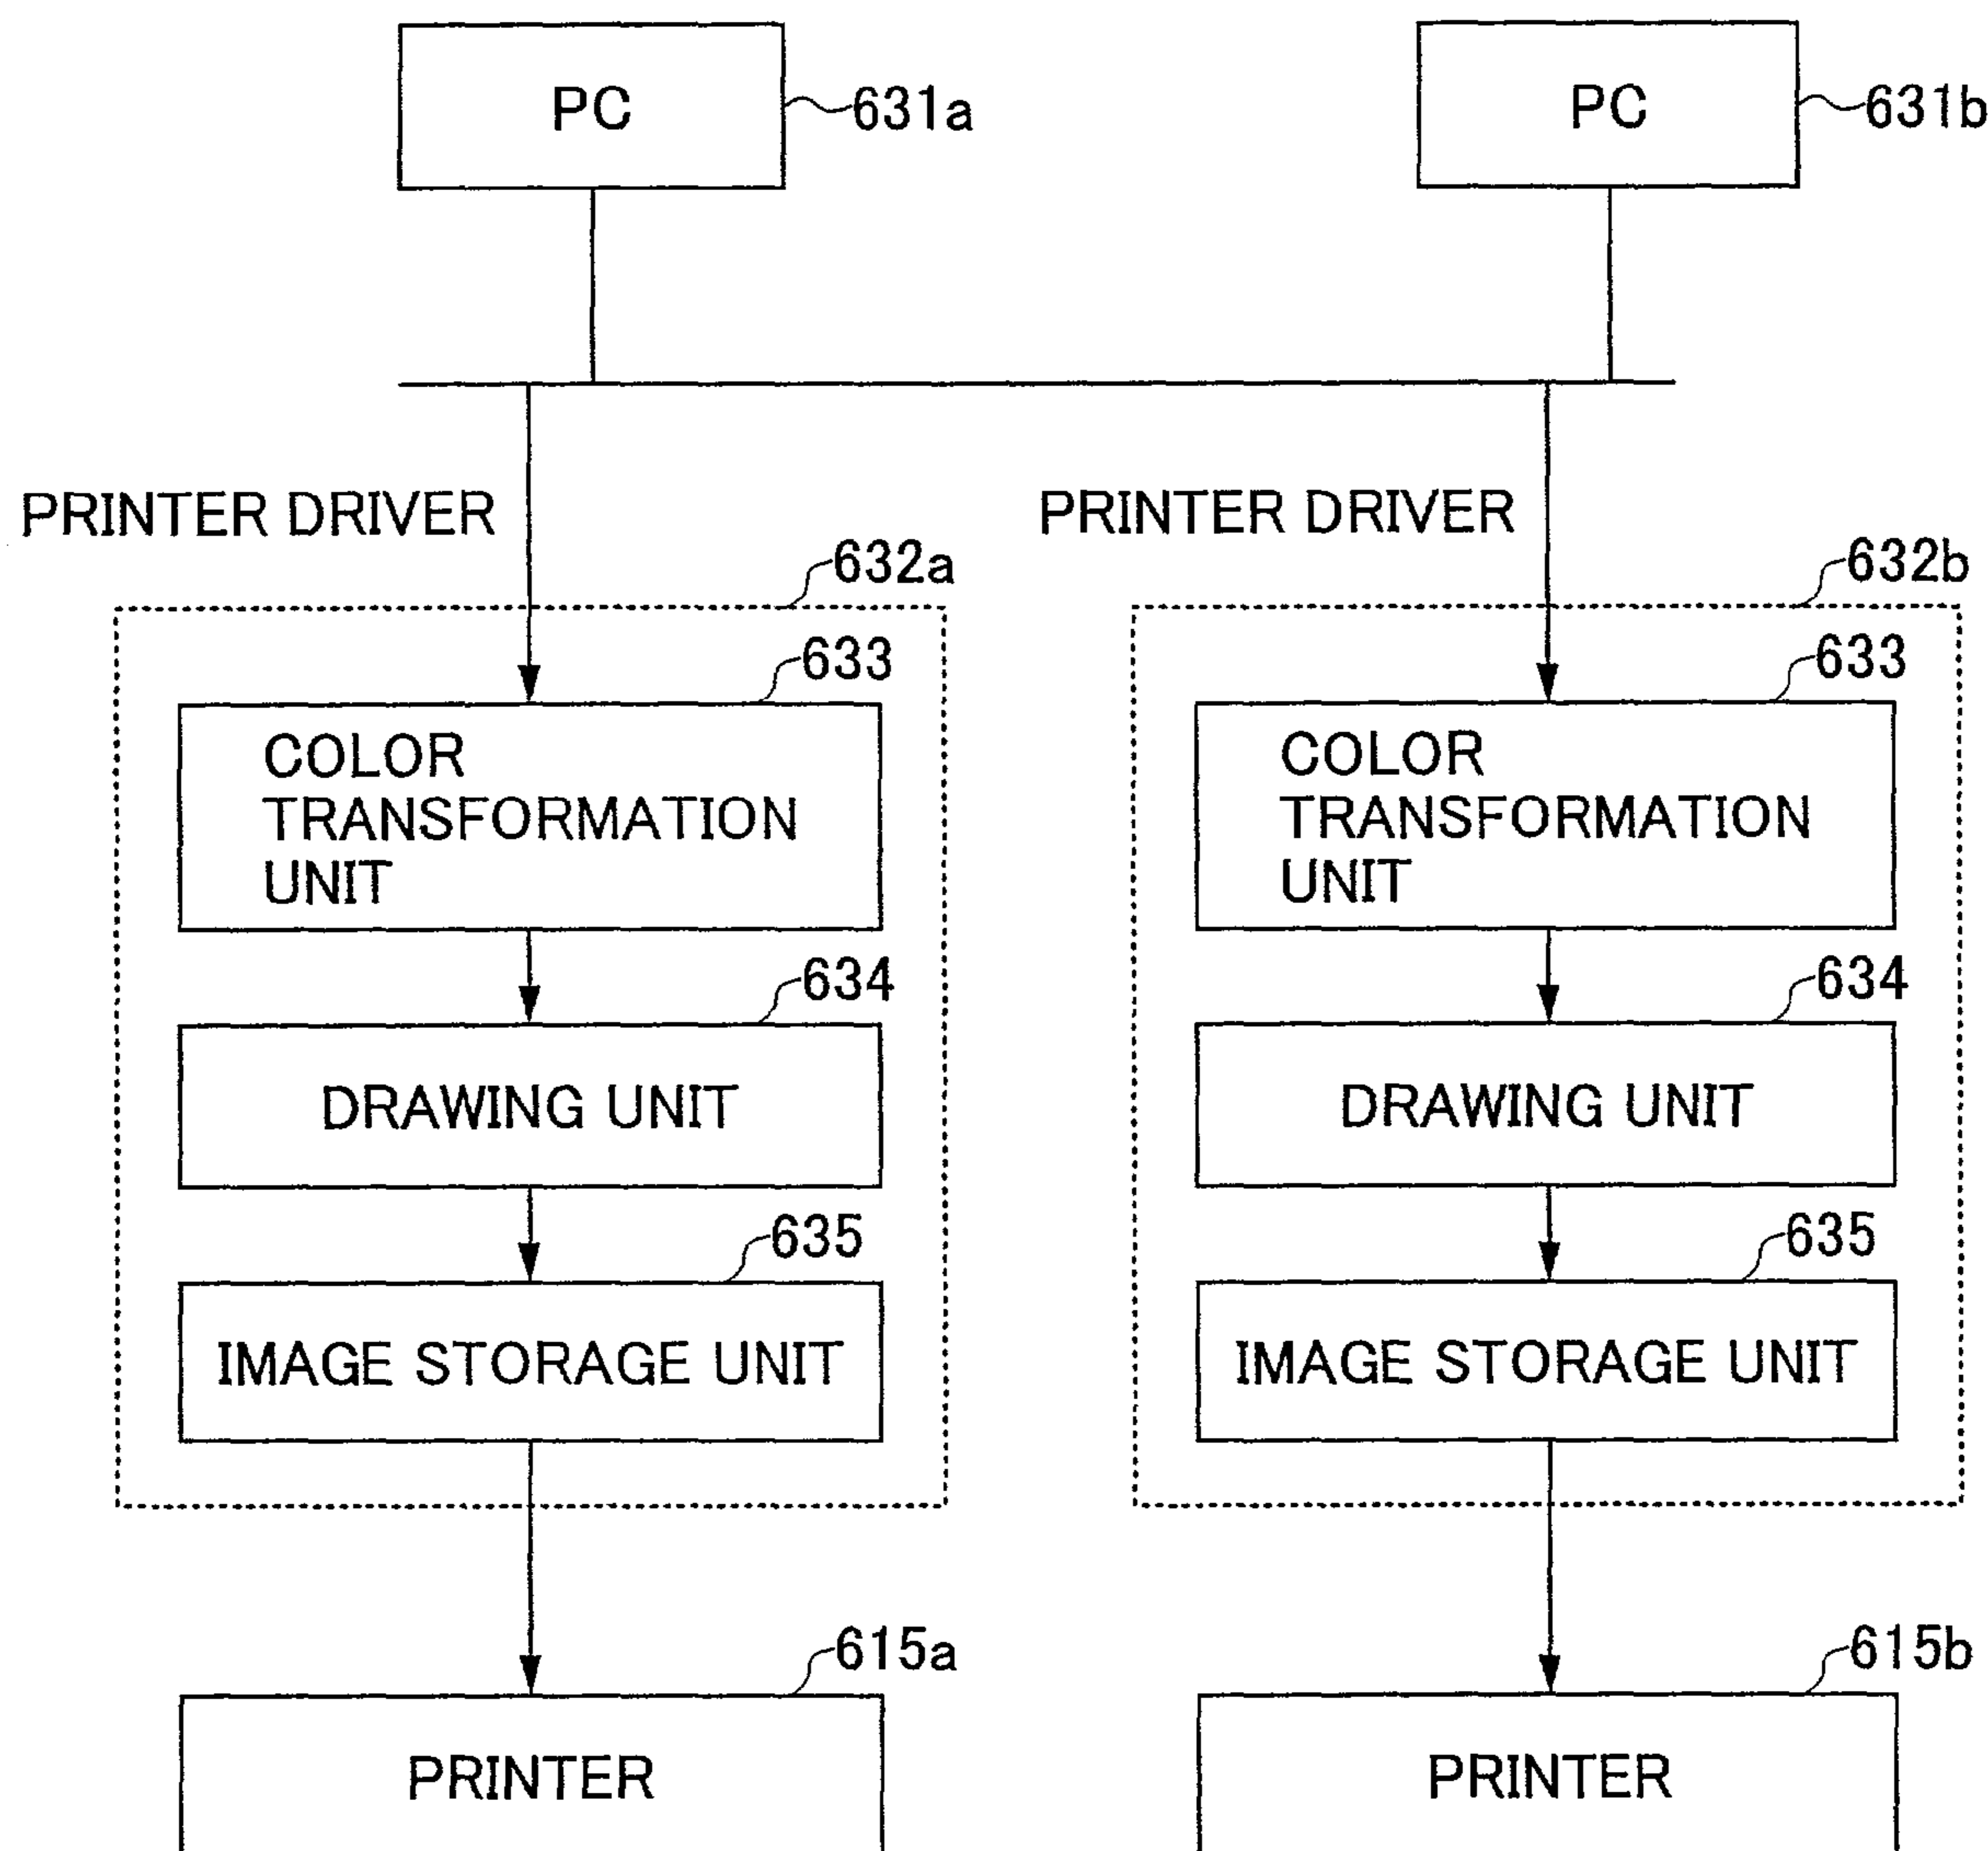 PC
631a
PC
631b
PRINTER DRIVER
PRINTER DRIVER
632a
632b
633
633
COLOR
TRANSFORMATION
UNIT
COLOR
TRANSFORMATION
UNIT
634
634
DRAWING UNIT
DRAWING UNIT
635
635
IMAGE STORAGE UNIT
IMAGE STORAGE UNIT
615a
615b
PRINTER
PRINTER